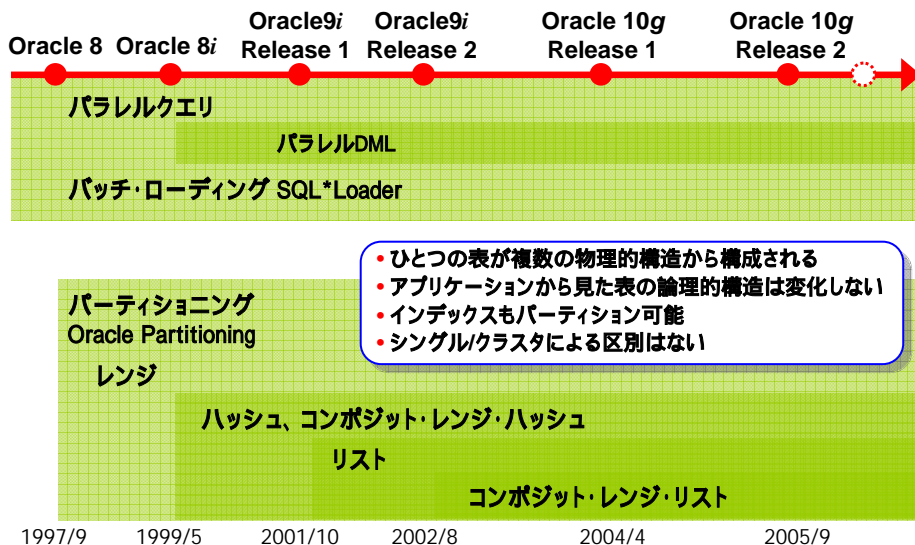 Oracle 8
Oracle 8i
Oracle9i
Release 1
Oracle9i
Release 2
Oracle 10g
Release 1
Oracle 10g
Release 2
パラレルクエリ
パラレルDML
バッチ・ローディング SQL*Loader
• ひとつの表が複数の物理的構造から構成される
• アプリケーションから見た表の論理的構造は変化しない
• インデックスもパーティション可能
• シングル/クラスタによる区別はない
パーティショニング
Oracle Partitioning
レンジ
ハッシュ、コンポジット・レンジ・ハッシュ
リスト
コンポジット・レンジ・リスト
1997/9
1999/5
2001/10
2002/8
2004/4
2005/9